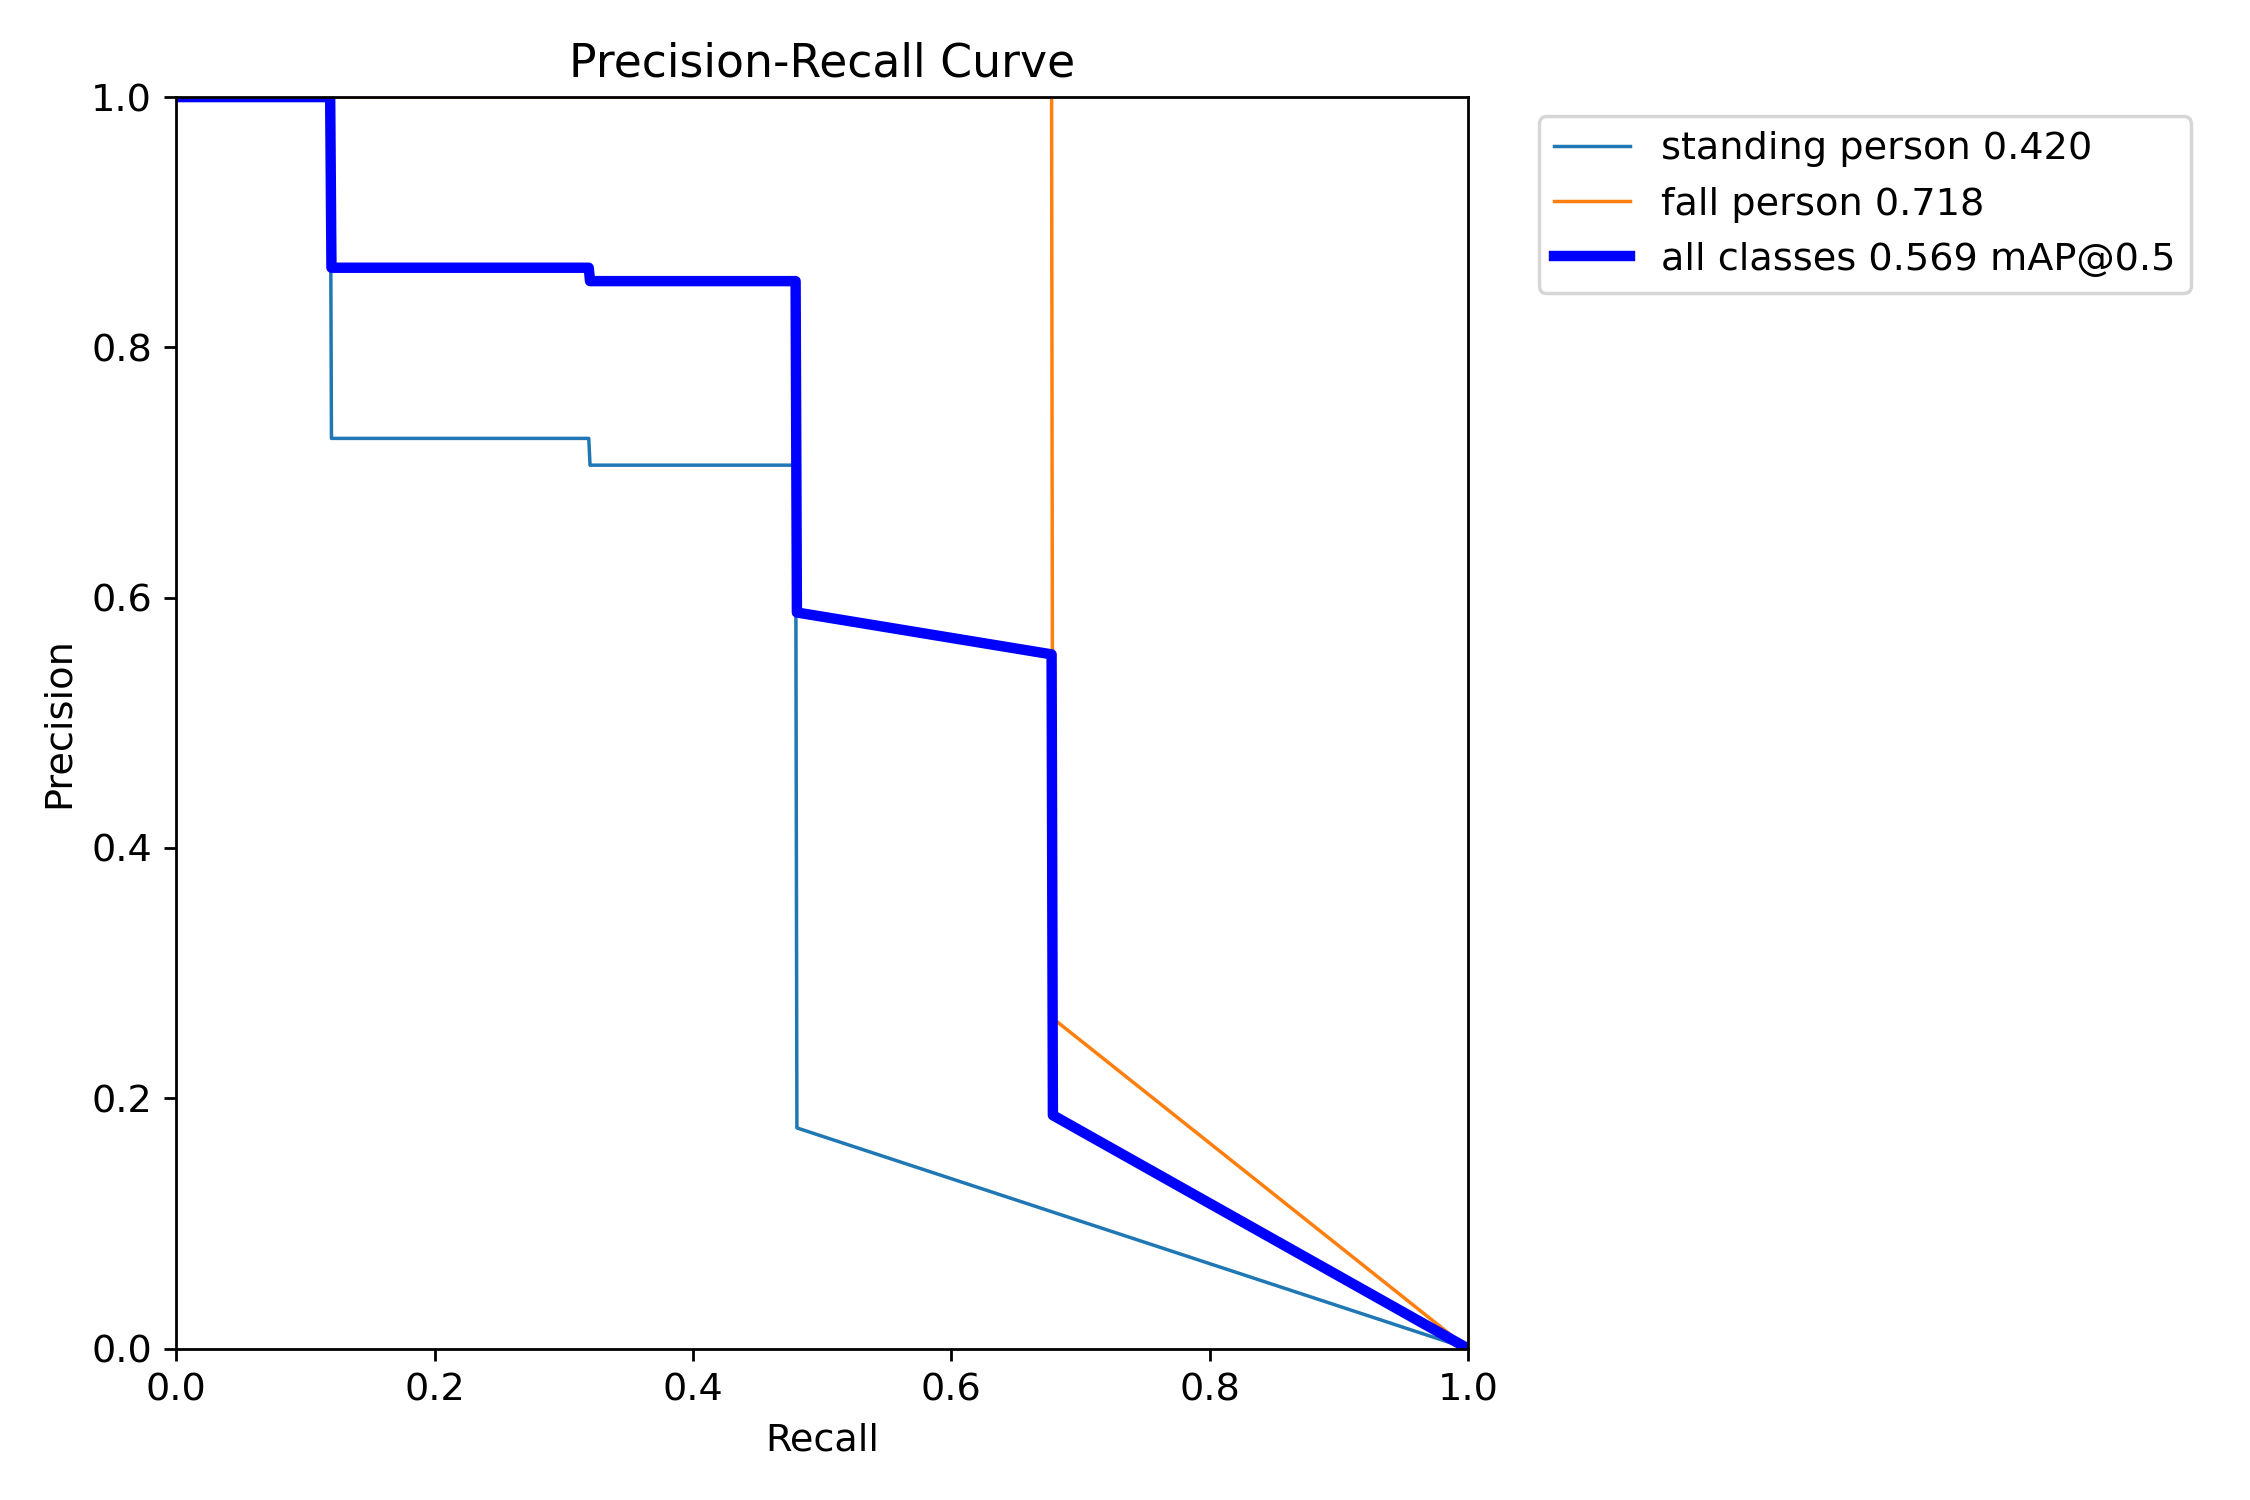 Precision-Recall Curve
1.0
0.8
0.6
0.4
0.2
0.0
Precision
0.0 0.2 0.4 0.6 0.8 1.0
Recall
standing person 0.420
fall person 0.718
all classes 0.569 mAP@0.5